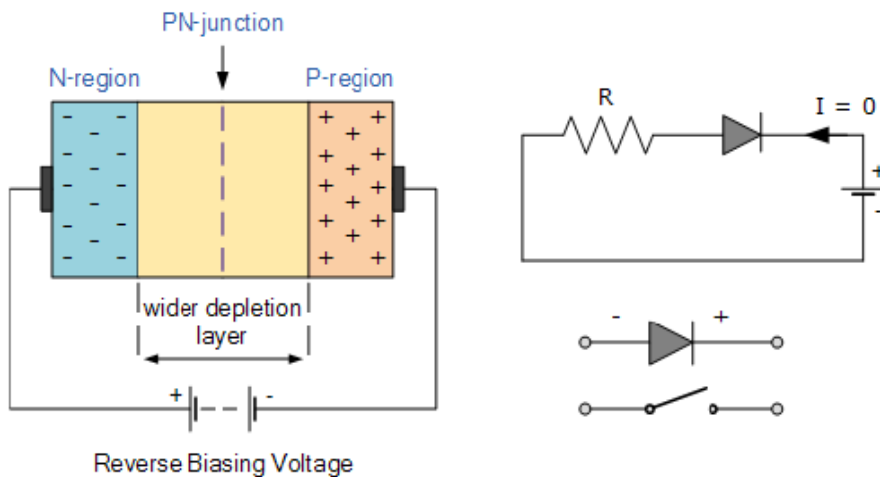 PN-junction
N-region
P-region
wider depletion
layer
+
-
Reverse Biasing Voltage
R
I = 0
+
-
-
+